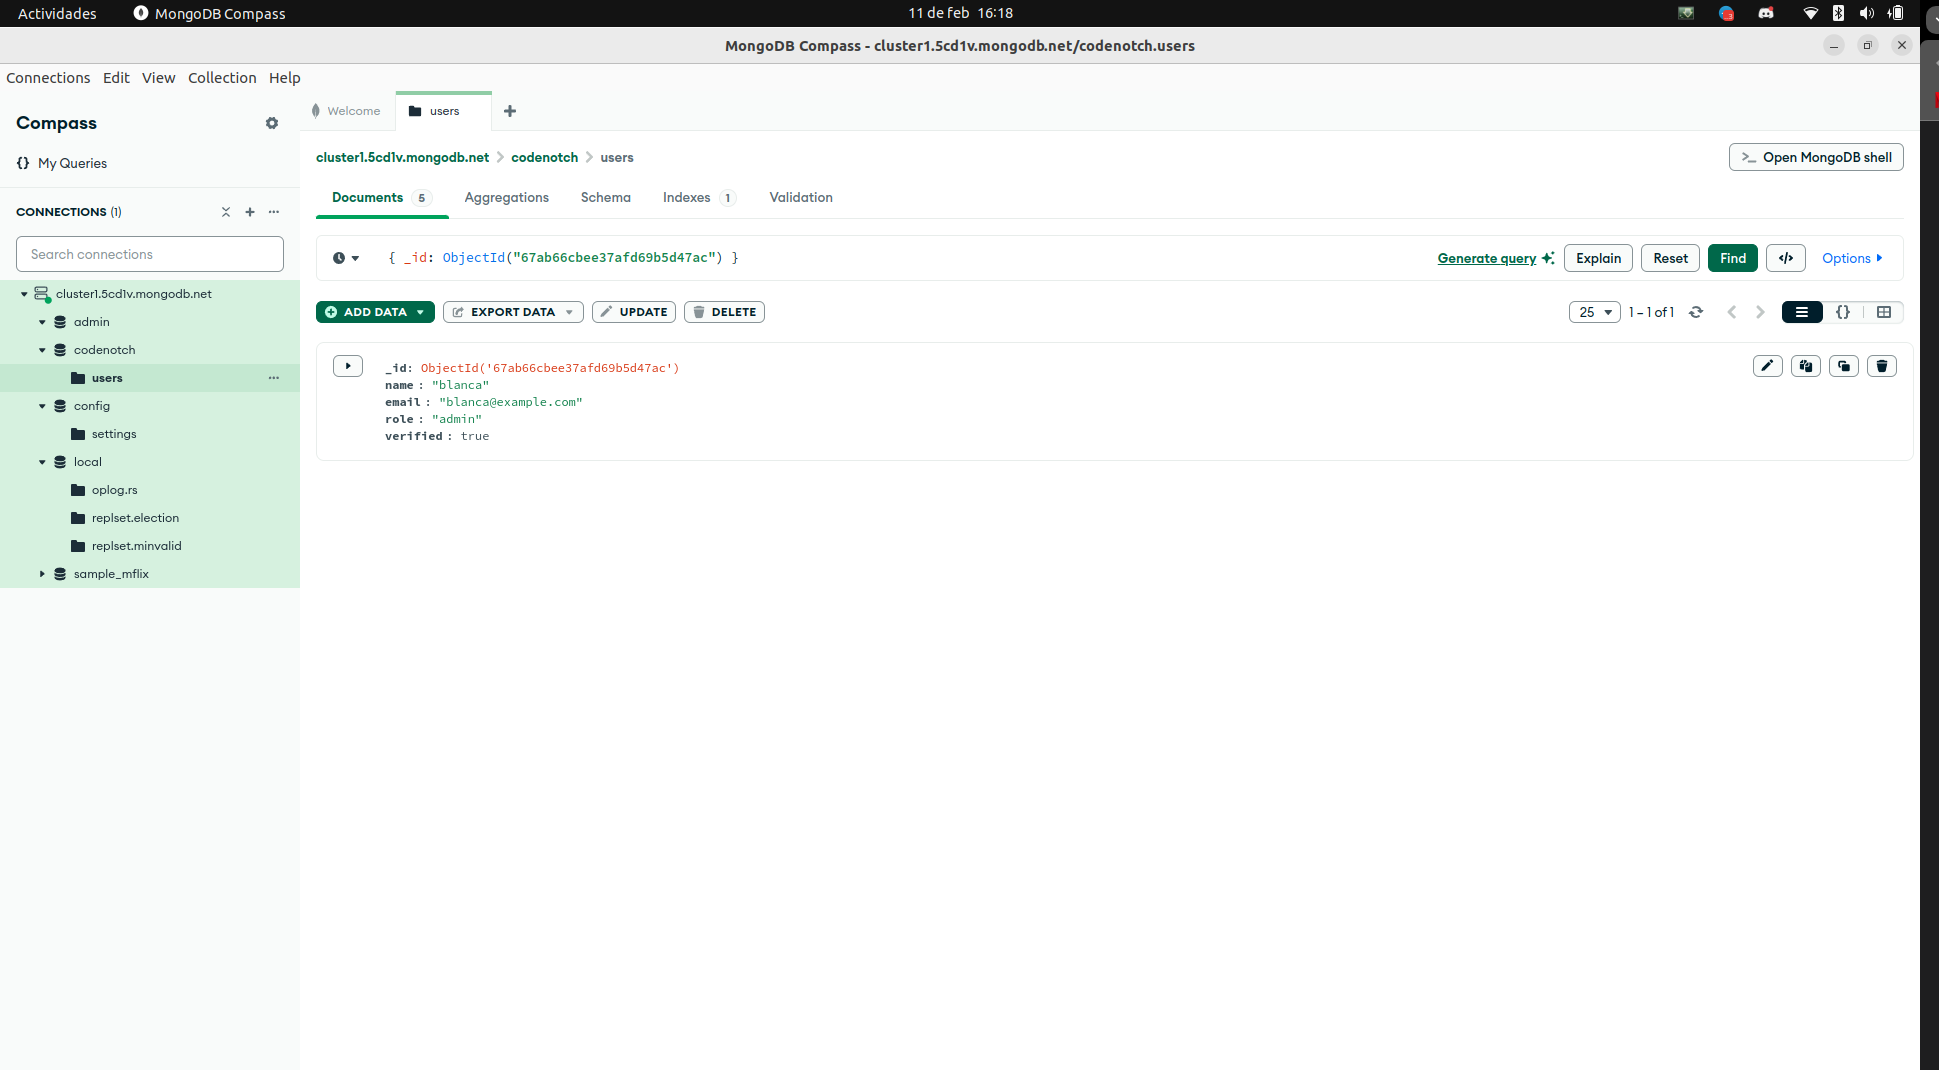 Actividades MongoDB Compass 11 de feb 16:18
MongoDB Compass - cluster1.5cd1v.mongodb.net/codenotch.users
Connections Edit View Collection Help
Compass
{} My Queries
CONNECTIONS (1)
Search connections
cluster1.5cd1v.mongodb.net
admin
codenotch
users
config
settings
local
oplog.rs
replset.election
replset.minvalid
sample_mflix
Welcome users
cluster1.5cd1v.mongodb.net > codenotch > users
>_ Open MongoDB shell
Documents 5 Aggregations Schema Indexes 1 Validation
{ _id: ObjectId("67ab66cbee37afd69b5d47ac") }
Generate query Explain Reset Find </> Options
ADD DATA EXPORT DATA UPDATE DELETE
25 1 – 1 of 1 {}
_id: ObjectId('67ab66cbee37afd69b5d47ac')
name : "blanca"
email : "blanca@example.com"
role : "admin"
verified : true